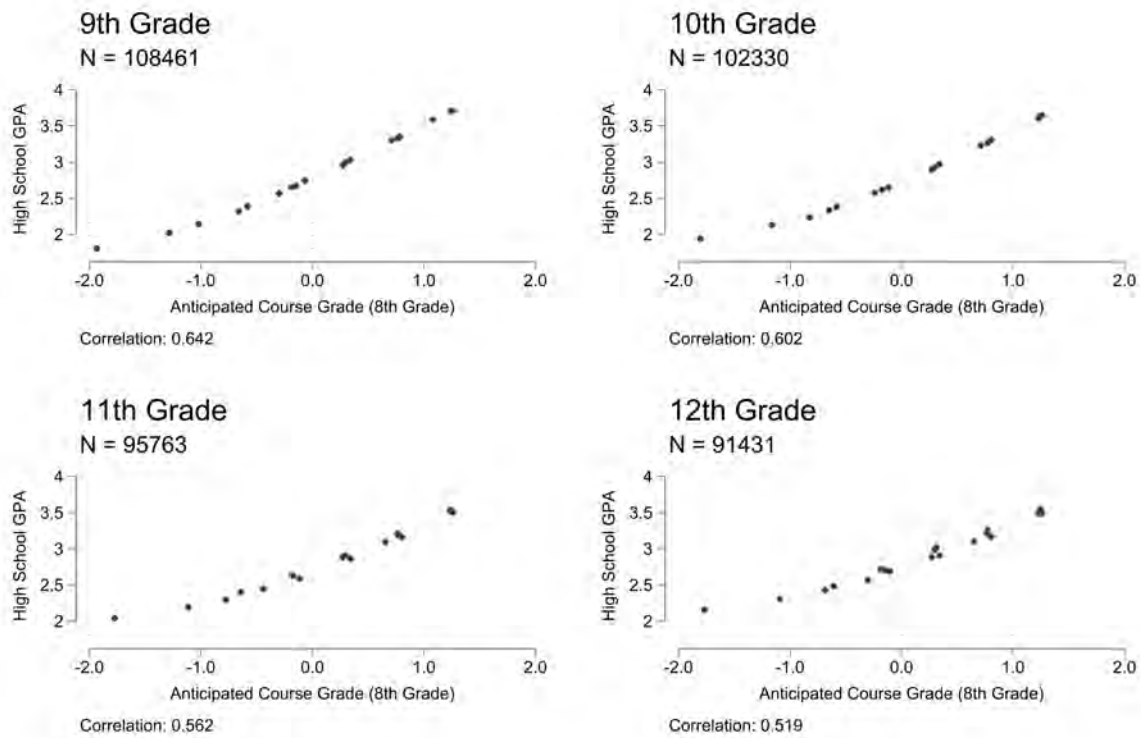 9th Grade
N = 108461
High School GPA
4
3.5
3
2.5
2
-2.0 -1.0 0.0 1.0 2.0
Anticipated Course Grade (8th Grade)
Correlation: 0.642
10th Grade
N = 102330
High School GPA
4
3.5
3
2.5
2
-2.0 -1.0 0.0 1.0 2.0
Anticipated Course Grade (8th Grade)
Correlation: 0.602
11th Grade
N = 95763
High School GPA
4
3.5
3
2.5
2
-2.0 -1.0 0.0 1.0 2.0
Anticipated Course Grade (8th Grade)
Correlation: 0.562
12th Grade
N = 91431
High School GPA
4
3.5
3
2.5
2
-2.0 -1.0 0.0 1.0 2.0
Anticipated Course Grade (8th Grade)
Correlation: 0.519